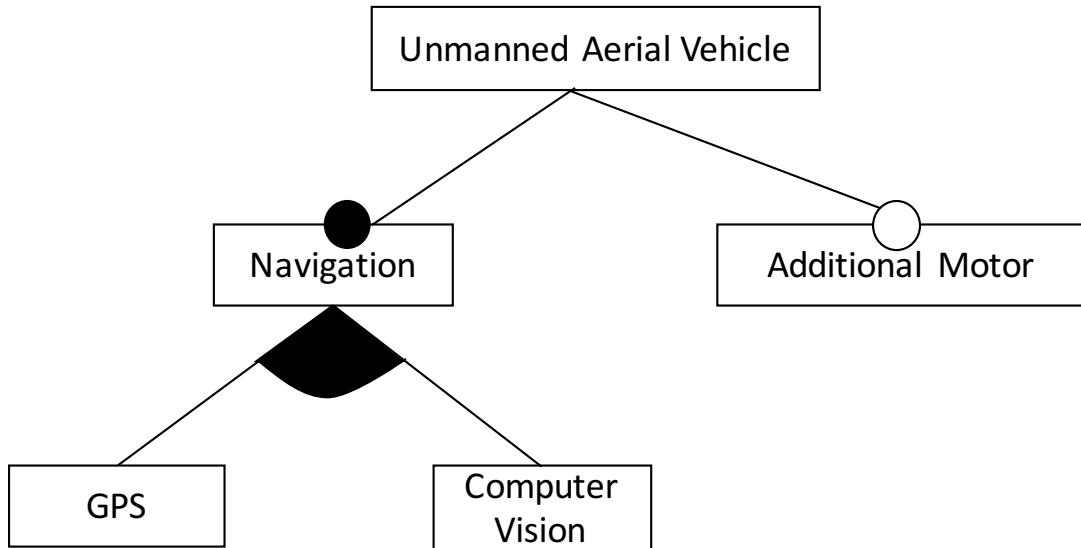 Unmanned Aerial Vehicle
Navigation
Additional Motor
GPS
Computer
Vision